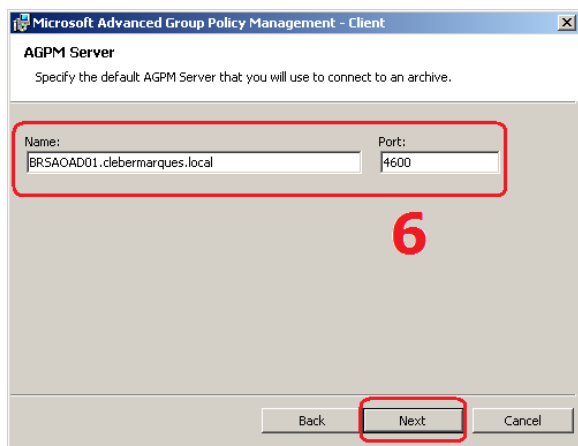 Microsoft Advanced Group Policy Management - Client
AGPM Server
Specify the default AGPM Server that you will use to connect to an archive.
Name:
Port:
BRSAOAD01.clebermarques.local
4600
6
Back
Next
Cancel